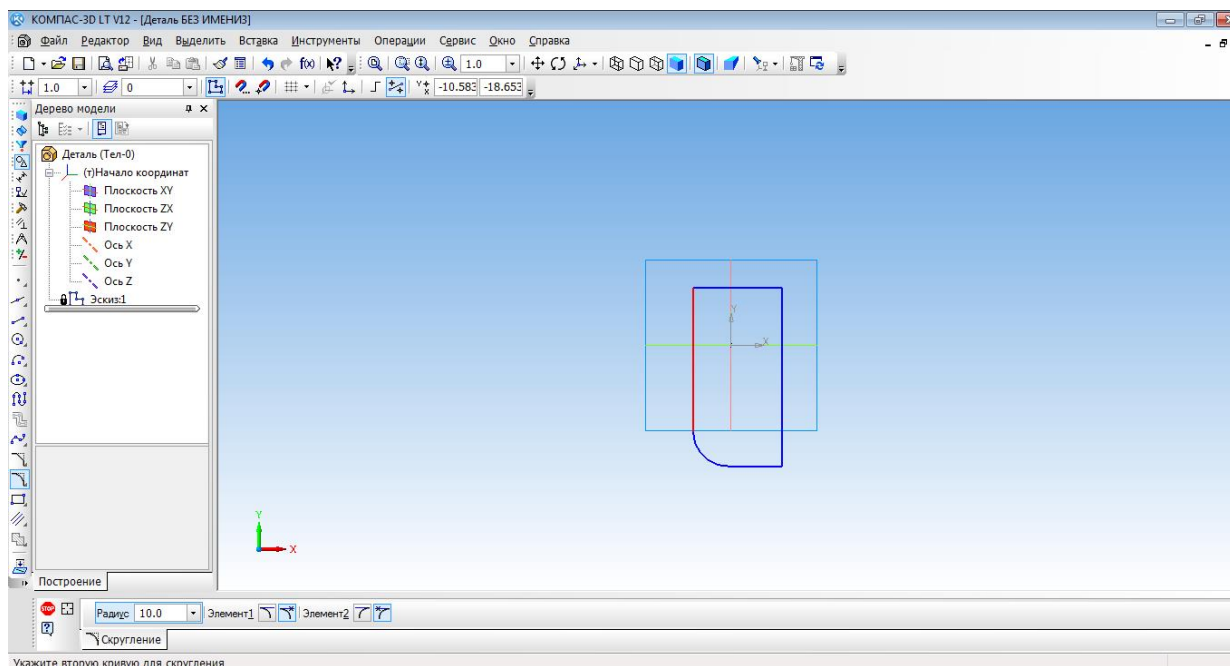 КОМПАС-3D LT V12 - [Деталь БЕЗ ИМЕНИ3]
Файл Редактор Вид Выделить Вставка Инструменты Операции Сервис Окно Справка
f(x) 1.0
1.0 0 Y X -10.583 -18.653
Дерево модели
Деталь (Тел-0)
(т)Начало координат
Плоскость XY
Плоскость ZX
Плоскость ZY
Ось X
Ось Y
Ось Z
Эскиз:1
Y
X
Y
X
Построение
STOP Радиус 10.0 Элемент1 Элемент2
Скругление
Укажите вторую кривую для скругления